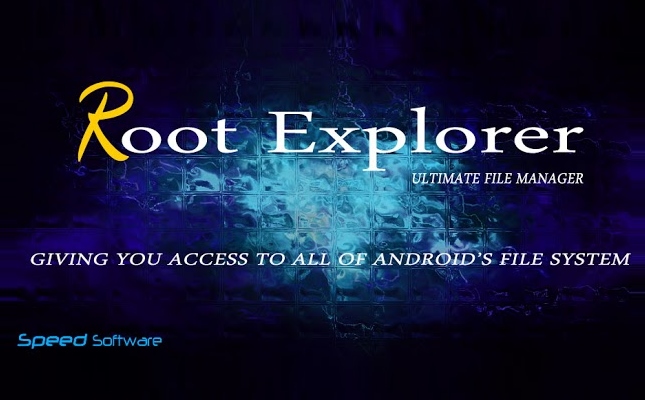 Root Explorer
ULTIMATE FILE MANAGER
GIVING YOU ACCESS TO ALL OF ANDROID'S FILE SYSTEM
Speed Software